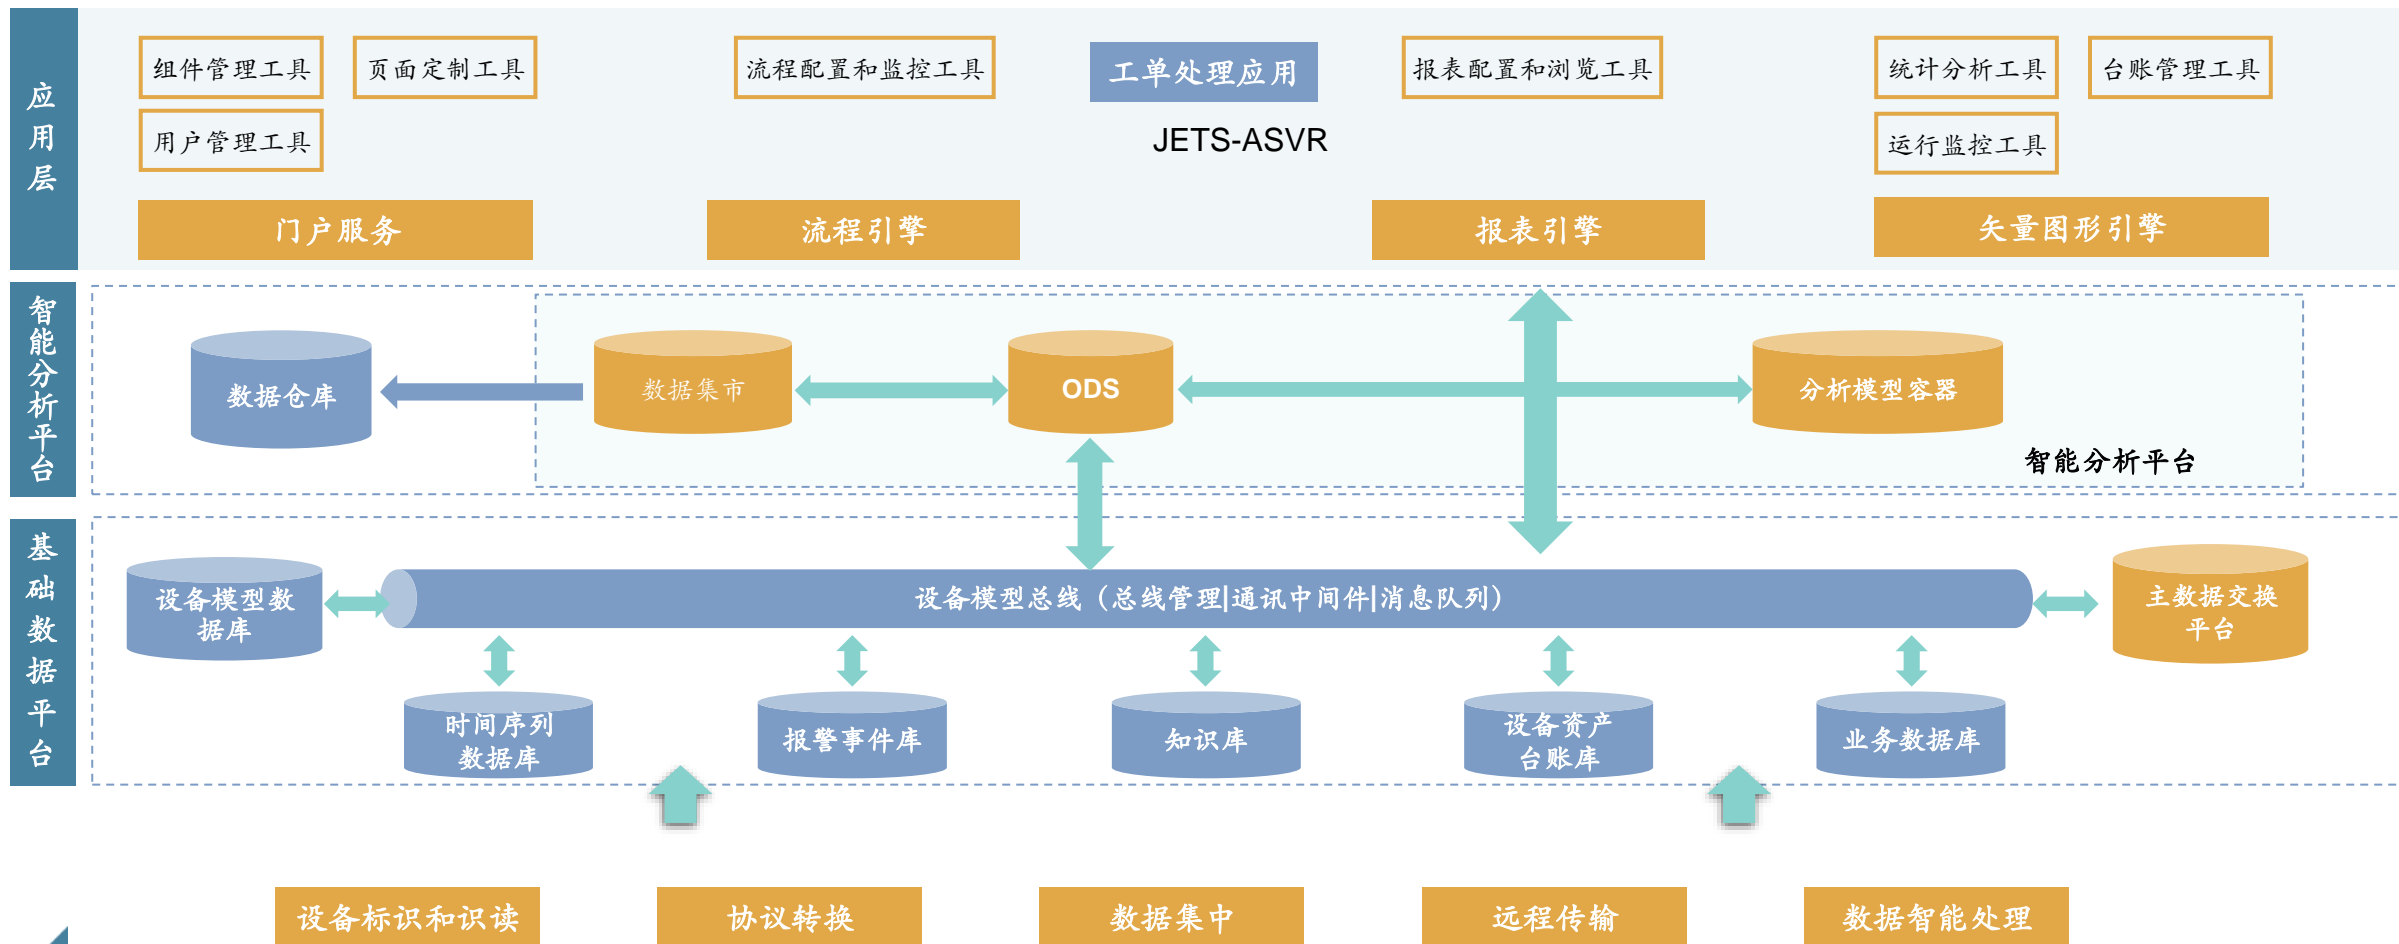 应用层
组件管理工具
页面定制工具
流程配置和监控工具
工单处理应用
报表配置和浏览工具
统计分析工具
台账管理工具
用户管理工具
JETS-ASVR
运行监控工具
门户服务
流程引擎
报表引擎
矢量图形引擎
智能分析平台
数据仓库
数据集市
ODS
分析模型容器
智能分析平台
基础数据平台
设备模型数
据库
设备模型总线（总线管理|通讯中间件|消息队列）
主数据交换
平台
时间序列
数据库
报警事件库
知识库
设备资产
台账库
业务数据库
设备标识和识读
协议转换
数据集中
远程传输
数据智能处理